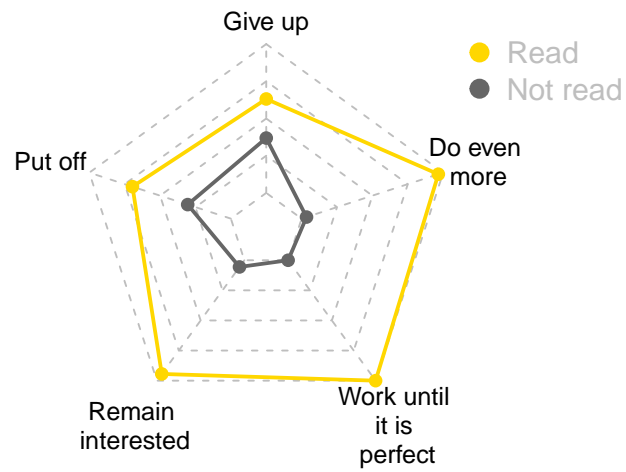 Give up
Read
Not read
Put off
Do even
more
Remain
interested
Work until
it is
perfect